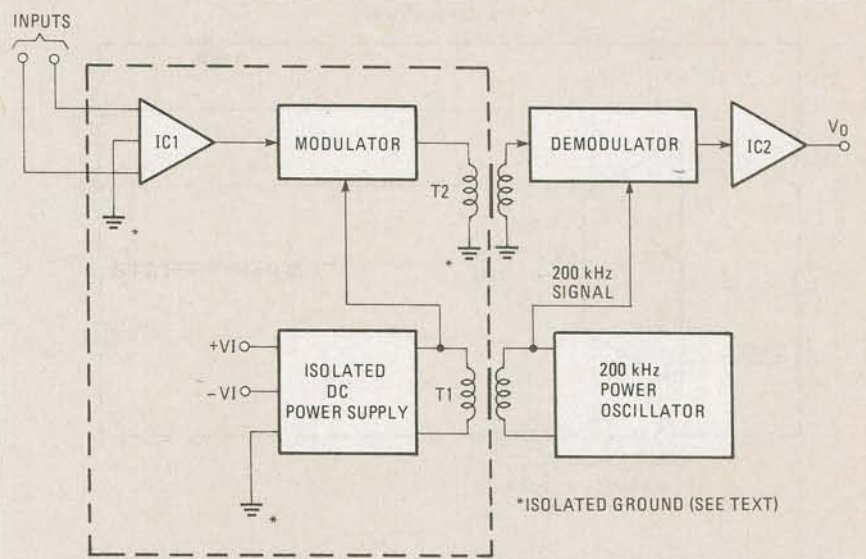 INPUTS
IC1
MODULATOR
T2
DEMODULATOR
IC2
VO
*
*
200 kHz
SIGNAL
+VI
-VI
ISOLATED
DC
POWER SUPPLY
T1
200 kHz
POWER
OSCILLATOR
*
*ISOLATED GROUND (SEE TEXT)